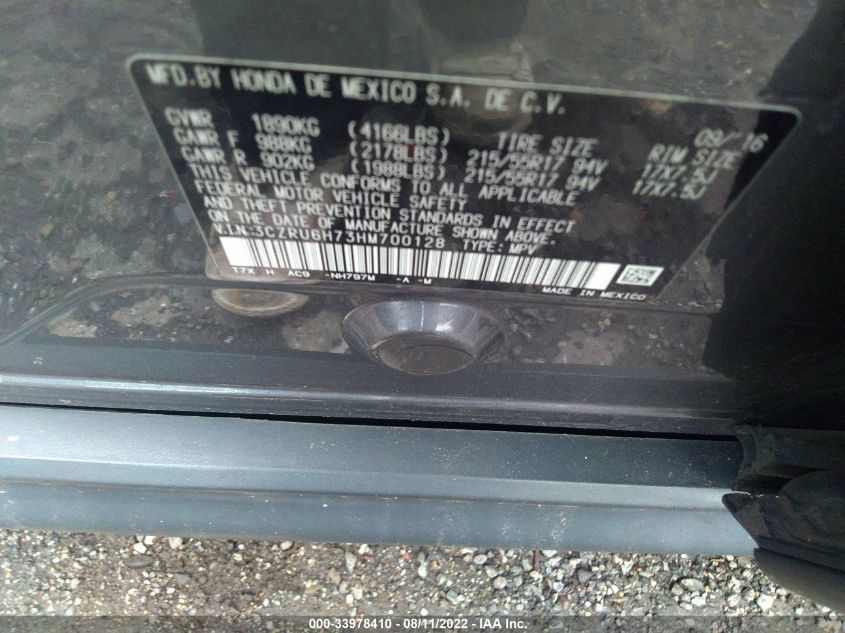 MFD.BY HONDA DE MEXICO S.A. DE C.V.
09/'16
GVWR 1890KG (4166LBS) TIRE SIZE RIM SIZE
GAWR F 988KG (2178LBS) 215/55R17 94V 17X7.5J
GAWR R 902KG (1988LBS) 215/55R17 94V 17X7.5J
THIS VEHICLE CONFORMS TO ALL APPLICABLE
FEDERAL MOTOR VEHICLE SAFETY
AND THEFT PREVENTION STANDARDS IN EFFECT
ON THE DATE OF MANUFACTURE SHOWN ABOVE.
V.I.N:3CZRU6H73HM700128 TYPE: MPV
T7X H AC9 -NH797M -A -M
MADE IN MEXICO
000-33978410 - 08/11/2022 - IAA Inc.